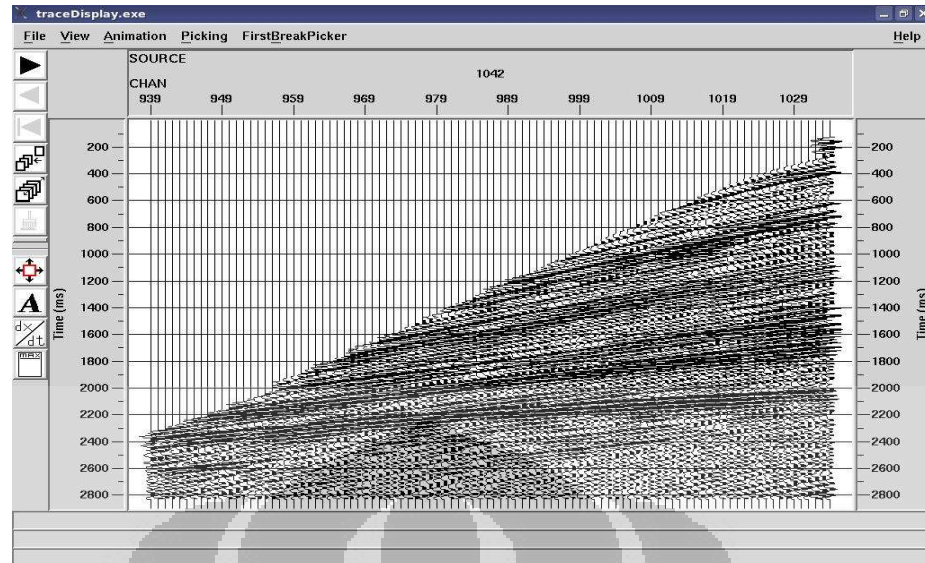 traceDisplay.exe
File View Animation Picking FirstBreakPicker Help
SOURCE
1042
CHAN
939 949 959 969 979 989 999 1009 1019 1029
200 200
400 400
600 600
800 800
1000 1000
1200 1200
1400 1400
1600 1600
1800 1800
2000 2000
2200 2200
2400 2400
2600 2600
2800 2800
Time (ms)
Time (ms)
A
dx/dt
max